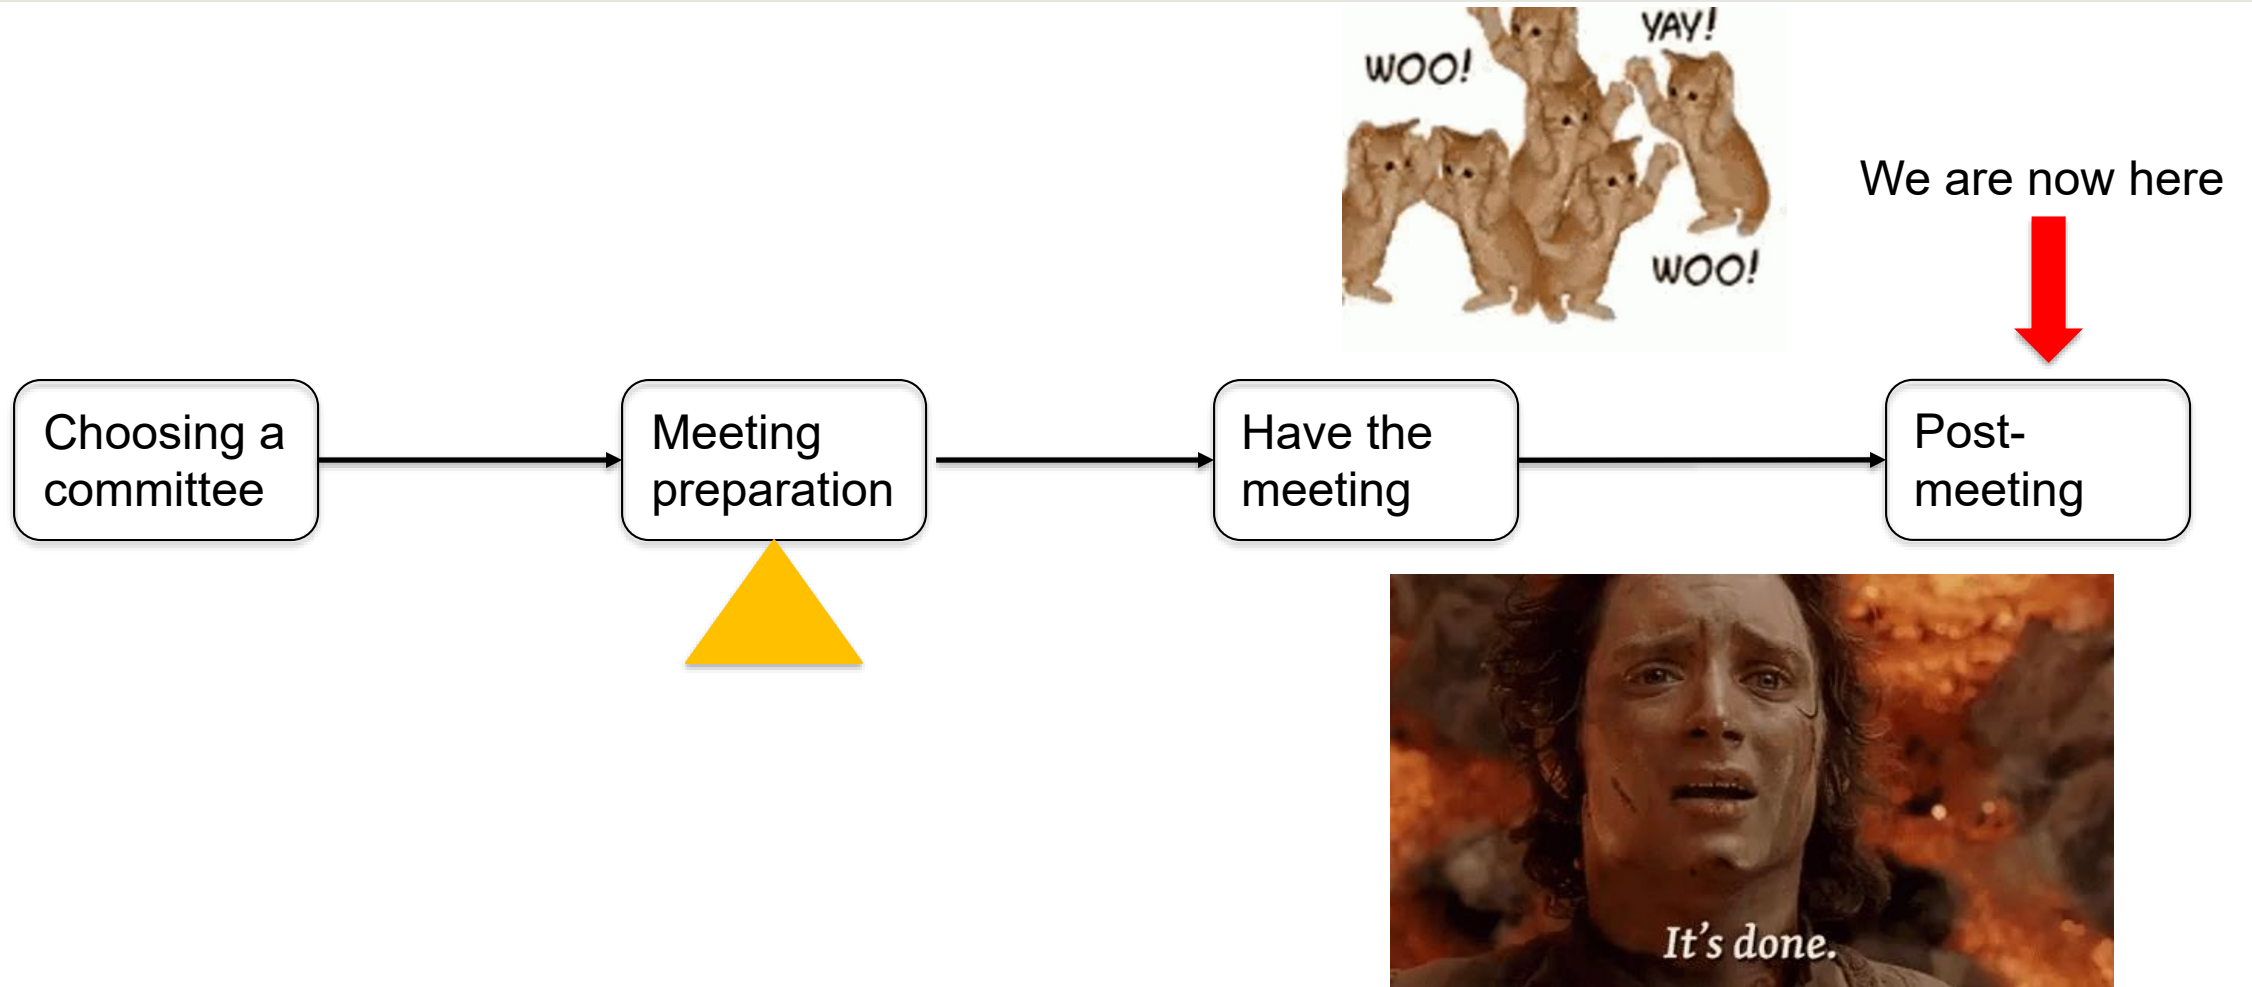 YAY!
WOO!
WOO!
We are now here
Choosing a
committee
Meeting
preparation
Have the
meeting
Post-
meeting
It's done.